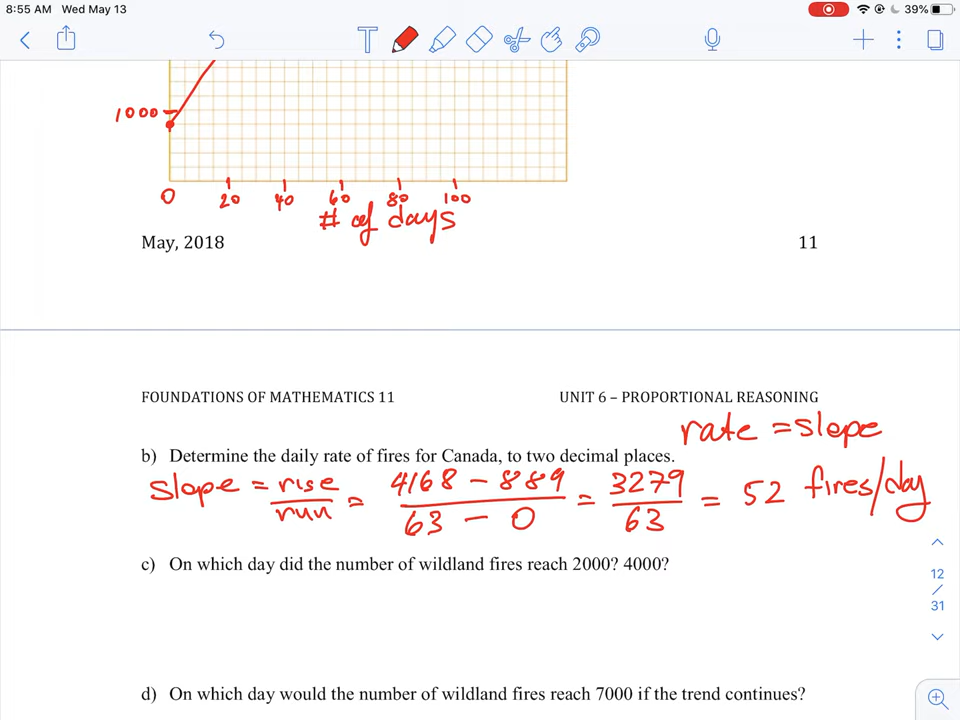 8:55 AM Wed May 13
39%
T
1000
0 20 40 60 80 100
# of days
May, 2018 11
FOUNDATIONS OF MATHEMATICS 11 UNIT 6 – PROPORTIONAL REASONING
rate = slope
b) Determine the daily rate of fires for Canada, to two decimal places.
slope = rise/run = (4168 - 889)/(63 - 0) = 3279/63 = 52 fires/day
c) On which day did the number of wildland fires reach 2000? 4000?
12
/
31
d) On which day would the number of wildland fires reach 7000 if the trend continues?